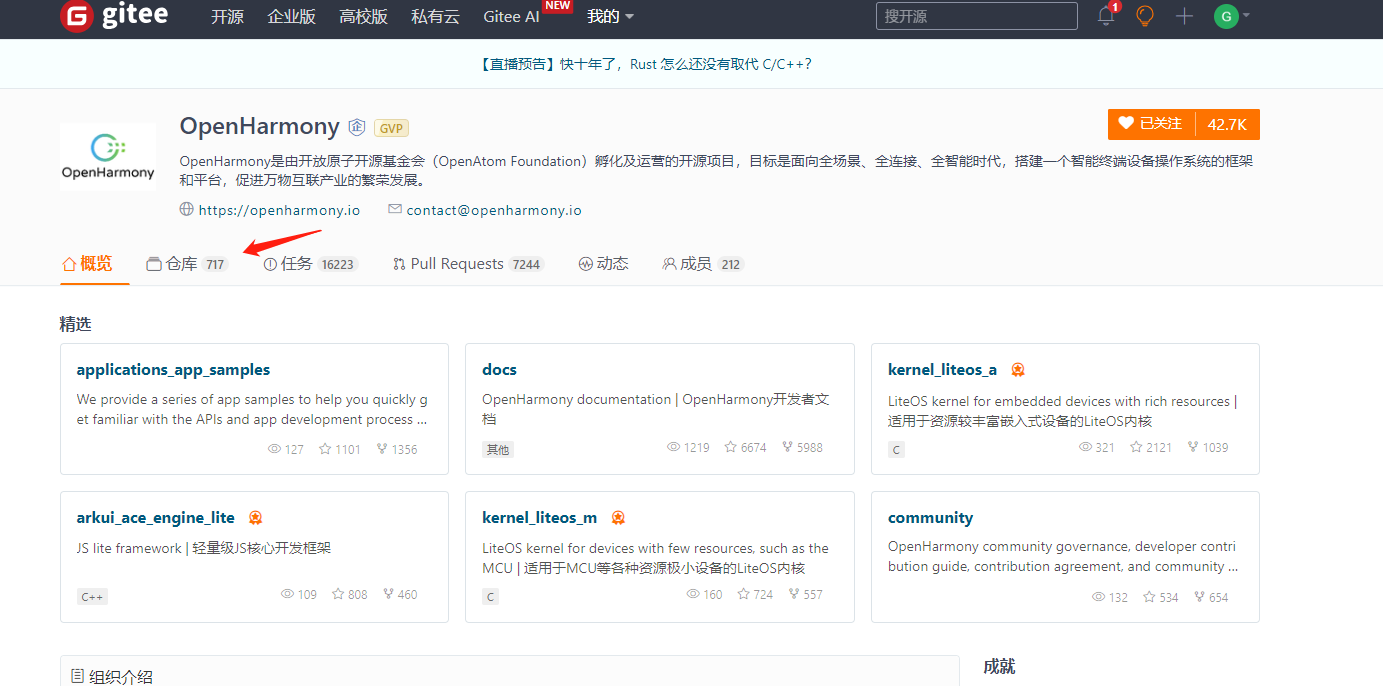 gitee 开源 企业版 高校版 私有云 Gitee AI NEW 我的 搜开源 1 G
【直播预告】快十年了，Rust 怎么还没有取代 C/C++？
OpenHarmony
OpenHarmony 企 GVP
已关注 42.7K
OpenHarmony是由开放原子开源基金会（OpenAtom Foundation）孵化及运营的开源项目，目标是面向全场景、全连接、全智能时代，搭建一个智能终端设备操作系统的框架
和平台，促进万物互联产业的繁荣发展。
https://openharmony.io contact@openharmony.io
概览 仓库 717 任务 16223 Pull Requests 7244 动态 成员 212
精选
applications_app_samples
We provide a series of app samples to help you quickly g
et familiar with the APIs and app development process ...
127 1101 1356
docs
OpenHarmony documentation | OpenHarmony开发者文
档
其他 1219 6674 5988
kernel_liteos_a
LiteOS kernel for embedded devices with rich resources |
适用于资源较丰富嵌入式设备的LiteOS内核
C 321 2121 1039
arkui_ace_engine_lite
JS lite framework | 轻量级JS核心开发框架
C++ 109 808 460
kernel_liteos_m
LiteOS kernel for devices with few resources, such as the
MCU | 适用于MCU等各种资源极小设备的LiteOS内核
C 160 724 557
community
OpenHarmony community governance, developer contri
bution guide, contribution agreement, and community ...
132 534 654
组织介绍
成就